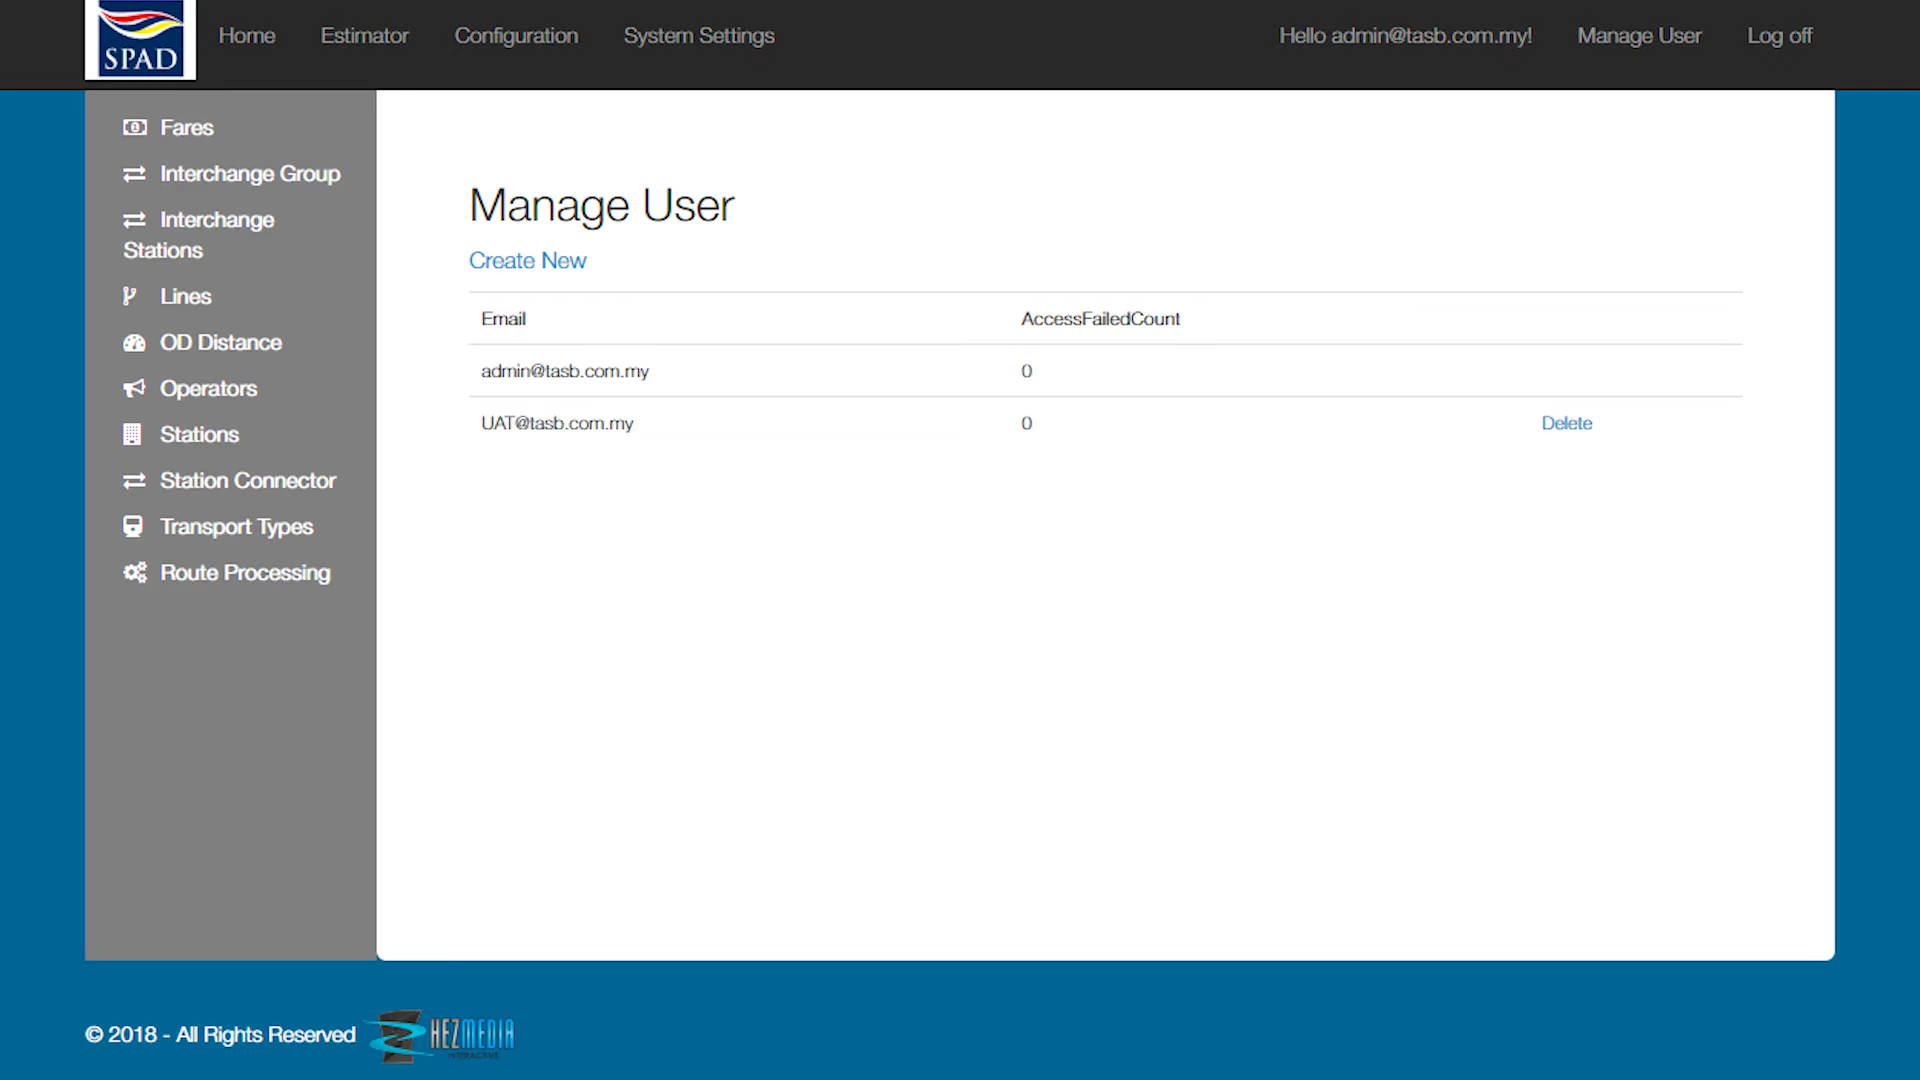 SPAD
Home Estimator Configuration System Settings Hello admin@tasb.com.my! Manage User Log off
Fares
Interchange Group
Interchange
Stations
Lines
OD Distance
Operators
Stations
Station Connector
Transport Types
Route Processing
Manage User
Create New
Email AccessFailedCount
admin@tasb.com.my 0
UAT@tasb.com.my 0 Delete
© 2018 - All Rights Reserved
HEZMEDIA
INTERACTIVE